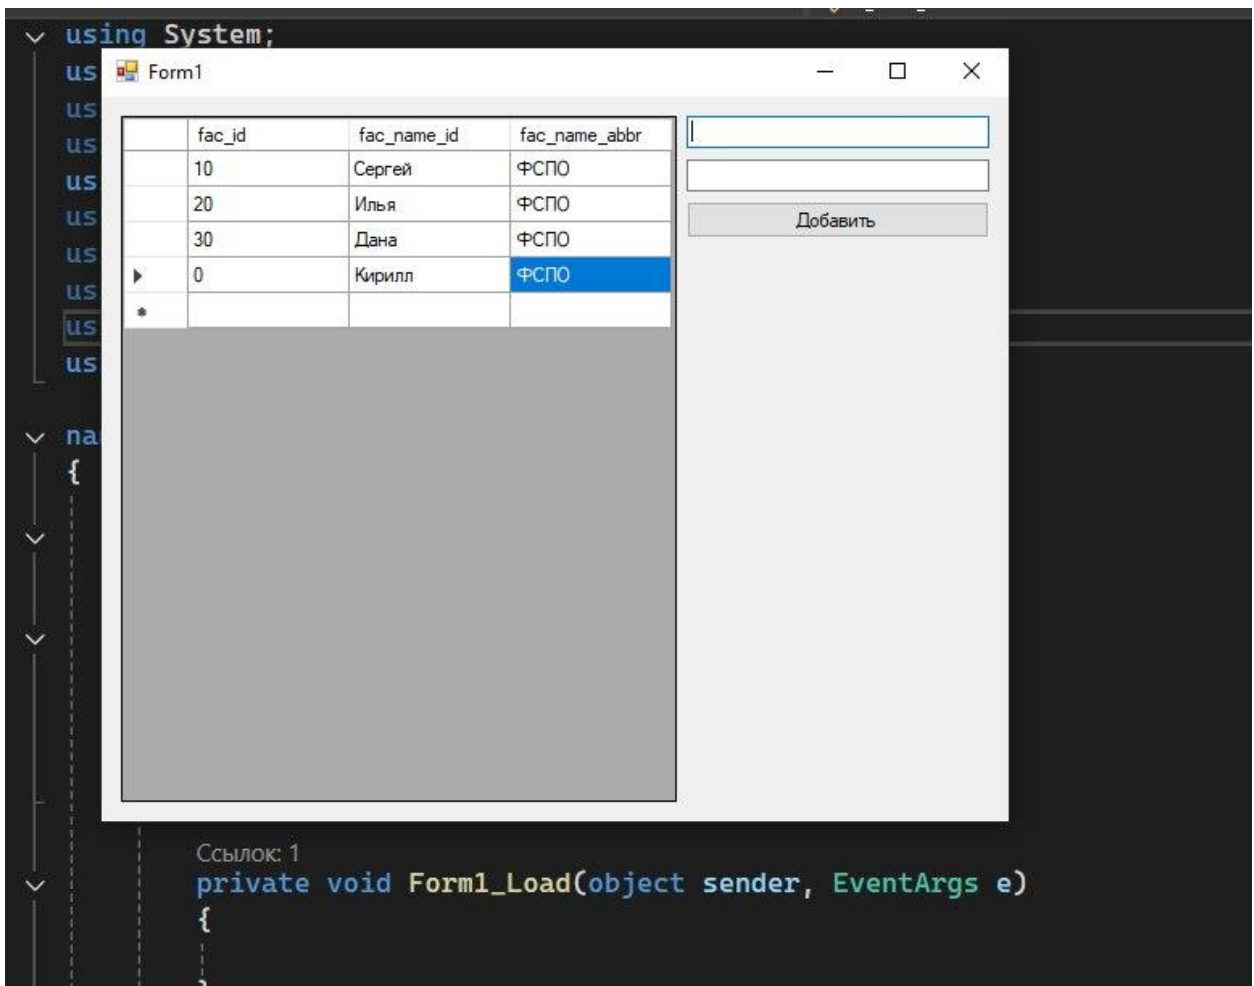 using System;
us
Form1
us
us
us
us
us
us
us
us
fac_id fac_name_id fac_name_abbr
10 Сергей ФСПО
20 Илья ФСПО
30 Дана ФСПО
0 Кирилл ФСПО
Добавить
na
{
Ссылок: 1
private void Form1_Load(object sender, EventArgs e)
{